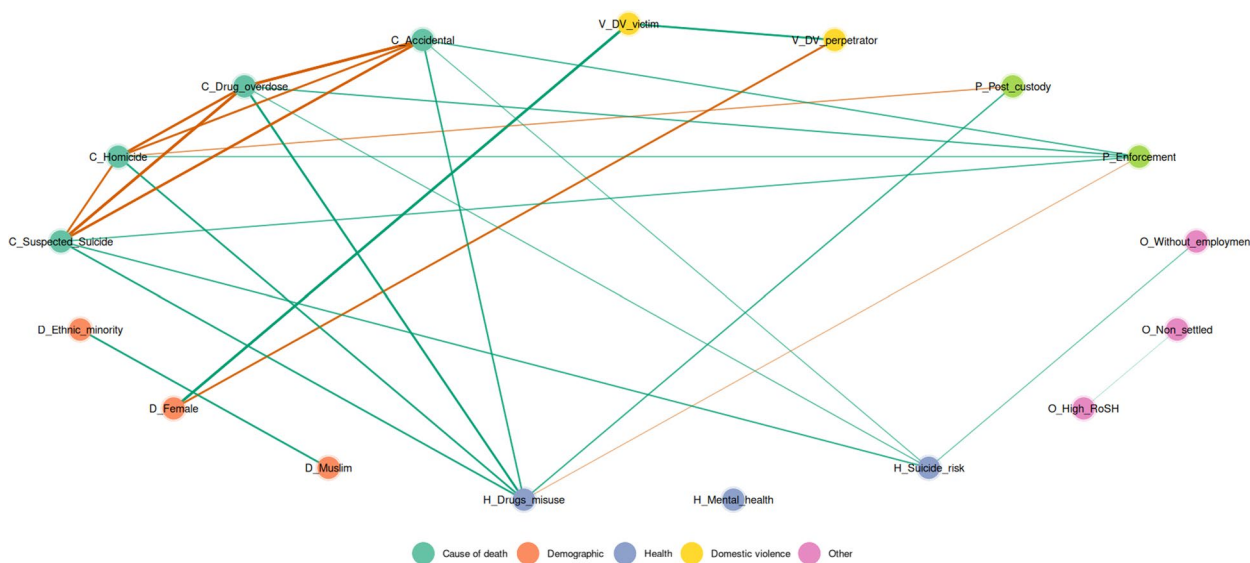 V_DV_victim
C_Accidental
V_DV_perpetrator
C_Drug_overdose
P_Post_custody
C_Homicide
P_Enforcement
C_Suspected_Suicide
O_Without_employmen
D_Ethnic_minority
O_Non_settled
D_Female
O_High_RoSH
D_Muslim
H_Suicide_risk
H_Drugs_misuse
H_Mental_health
Cause of death Demographic Health Domestic violence Other